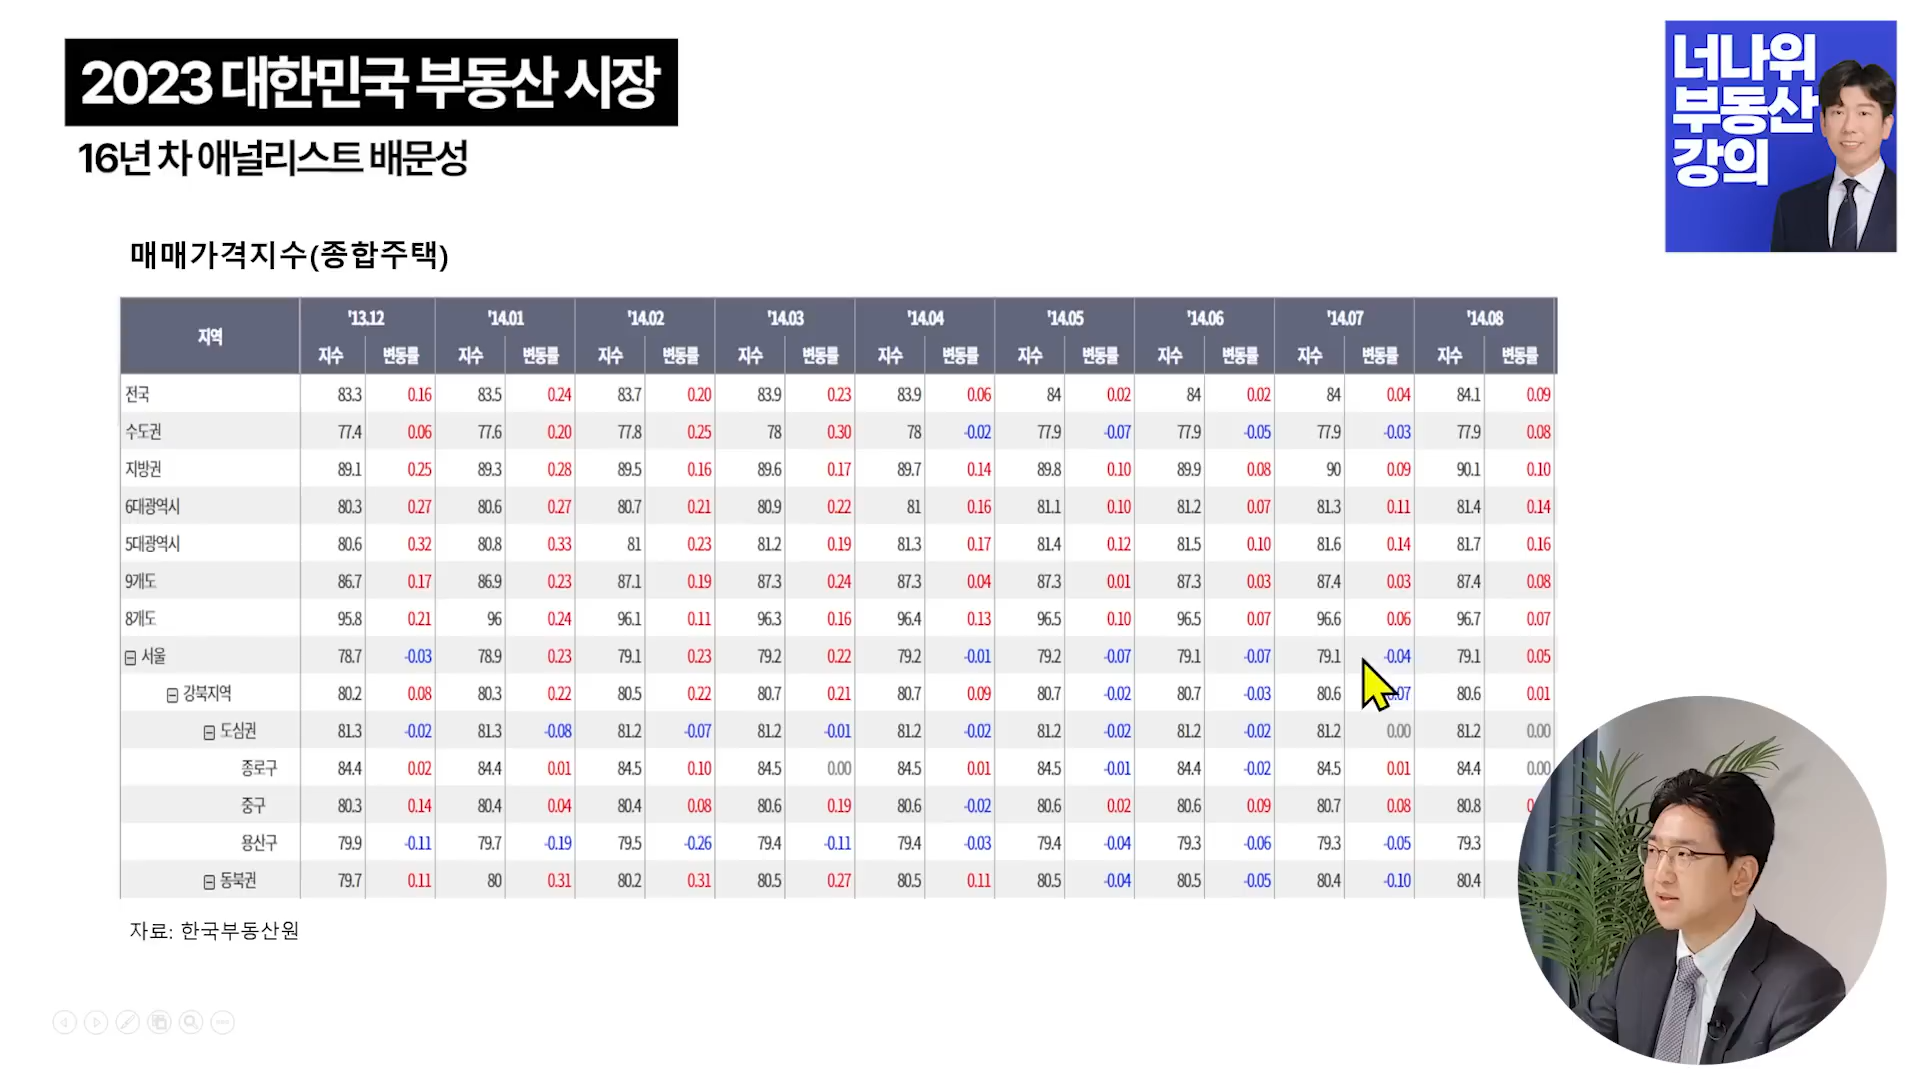 2023 대한민국 부동산 시장
16년 차 애널리스트 배문성
너나위
부동산
강의
매매가격지수(종합주택)
지역 '13.12 '14.01 '14.02 '14.03 '14.04 '14.05 '14.06 '14.07 '14.08
지수 변동률 지수 변동률 지수 변동률 지수 변동률 지수 변동률 지수 변동률 지수 변동률 지수 변동률 지수 변동률
전국 83.3 0.16 83.5 0.24 83.7 0.20 83.9 0.23 83.9 0.06 84 0.02 84 0.02 84 0.04 84.1 0.09
수도권 77.4 0.06 77.6 0.20 77.8 0.25 78 0.30 78 -0.02 77.9 -0.07 77.9 -0.05 77.9 -0.03 77.9 0.08
지방권 89.1 0.25 89.3 0.28 89.5 0.16 89.6 0.17 89.7 0.14 89.8 0.10 89.9 0.08 90 0.09 90.1 0.10
6대광역시 80.3 0.27 80.6 0.27 80.7 0.21 80.9 0.22 81 0.16 81.1 0.10 81.2 0.07 81.3 0.11 81.4 0.14
5대광역시 80.6 0.32 80.8 0.33 81 0.23 81.2 0.19 81.3 0.17 81.4 0.12 81.5 0.10 81.6 0.14 81.7 0.16
9개도 86.7 0.17 86.9 0.23 87.1 0.19 87.3 0.24 87.3 0.04 87.3 0.01 87.3 0.03 87.4 0.03 87.4 0.08
8개도 95.8 0.21 96 0.24 96.1 0.11 96.3 0.16 96.4 0.13 96.5 0.10 96.5 0.07 96.6 0.06 96.7 0.07
서울 78.7 -0.03 78.9 0.23 79.1 0.23 79.2 0.22 79.2 -0.01 79.2 -0.07 79.1 -0.07 79.1 -0.04 79.1 0.05
강북지역 80.2 0.08 80.3 0.22 80.5 0.22 80.7 0.21 80.7 0.09 80.7 -0.02 80.7 -0.03 80.6 80.6 0.01
도심권 81.3 -0.02 81.3 -0.08 81.2 -0.07 81.2 -0.01 81.2 -0.02 81.2 -0.02 81.2 -0.02 81.2 0.00 81.2 0.00
종로구 84.4 0.02 84.4 0.01 84.5 0.10 84.5 0.00 84.5 0.01 84.5 -0.01 84.4 -0.02 84.5 0.01 84.4 0.00
중구 80.3 0.14 80.4 0.04 80.4 0.08 80.6 0.19 80.6 -0.02 80.6 0.02 80.6 0.09 80.7 0.08 80.8
용산구 79.9 -0.11 79.7 -0.19 79.5 -0.26 79.4 -0.11 79.4 -0.03 79.4 -0.04 79.3 -0.06 79.3 -0.05 79.3
동북권 79.7 0.11 80 0.31 80.2 0.31 80.5 0.27 80.5 0.11 80.5 -0.04 80.5 -0.05 80.4 -0.10 80.4
자료: 한국부동산원